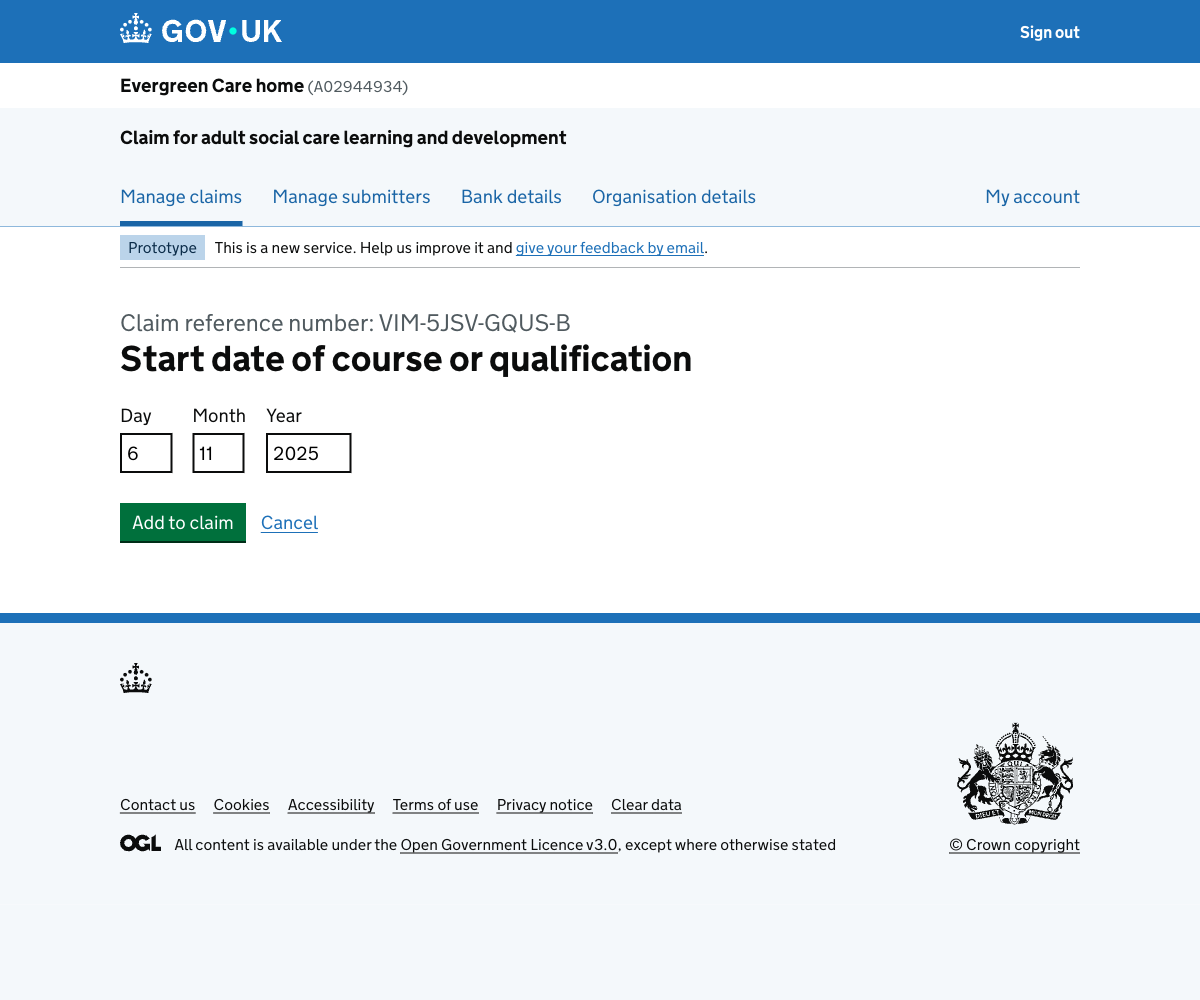 GOV•UK
Sign out
Evergreen Care home (A02944934)
Claim for adult social care learning and development
Manage claims Manage submitters Bank details Organisation details My account
Prototype This is a new service. Help us improve it and give your feedback by email.
Claim reference number: VIM-5JSV-GQUS-B
Start date of course or qualification
Day Month Year
6 11 2025
Add to claim Cancel
Contact us Cookies Accessibility Terms of use Privacy notice Clear data
OGL All content is available under the Open Government Licence v3.0, except where otherwise stated
© Crown copyright